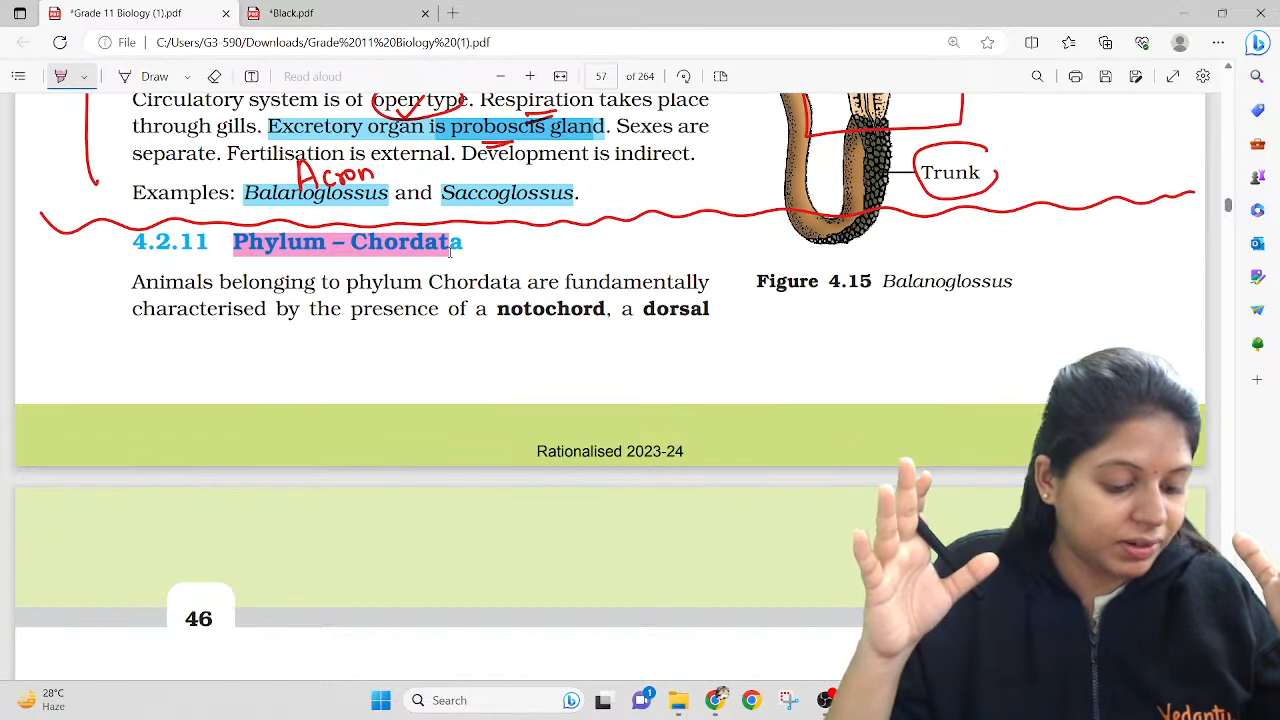 *Grade 11 Biology (1).pdf
*Black.pdf
File
C:/Users/G3-590/Downloads/Grade%2011%20Biology%20(1).pdf
Draw
Read aloud
57
of 264
Circulatory system is of open type. Respiration takes place
through gills. Excretory organ is proboscis gland. Sexes are
separate. Fertilisation is external. Development is indirect.
Acron
Examples: Balanoglossus and Saccoglossus.
Trunk
4.2.11 Phylum – Chordata
Animals belonging to phylum Chordata are fundamentally
characterised by the presence of a notochord, a dorsal
Figure 4.15 Balanoglossus
Rationalised 2023-24
46
28°C
Haze
Search
1